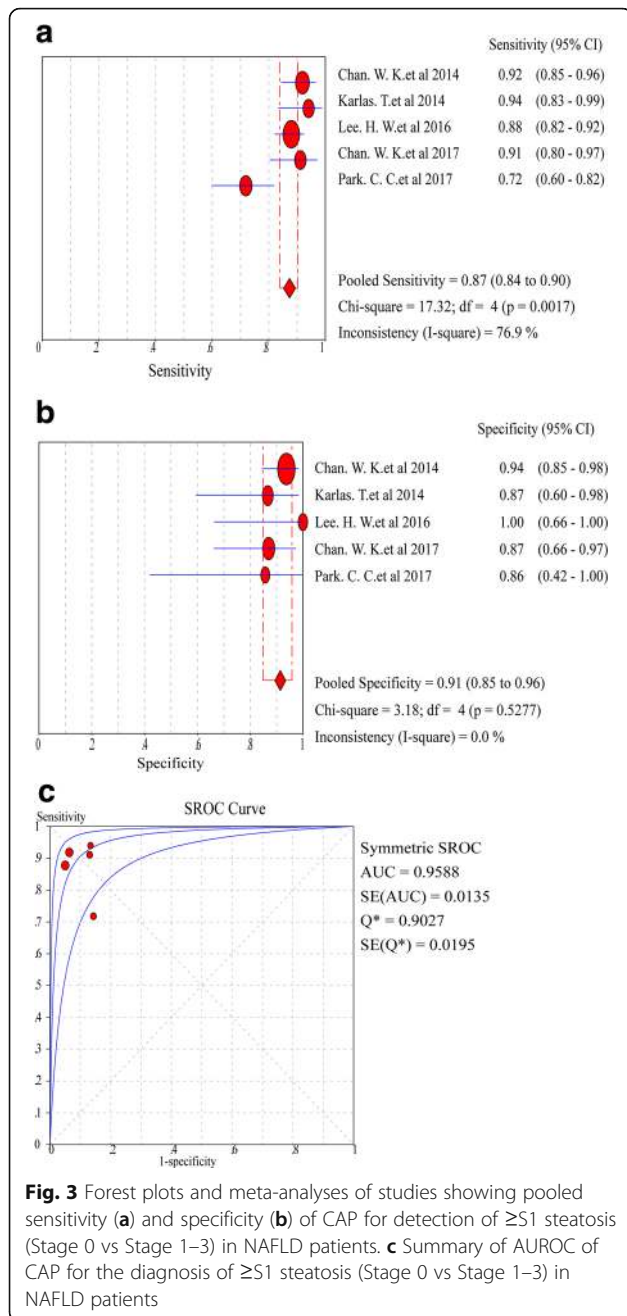 a
Sensitivity (95% CI)
Chan. W. K.et al 2014 0.92 (0.85 - 0.96)
Karlas. T.et al 2014 0.94 (0.83 - 0.99)
Lee. H. W.et al 2016 0.88 (0.82 - 0.92)
Chan. W. K.et al 2017 0.91 (0.80 - 0.97)
Park. C. C.et al 2017 0.72 (0.60 - 0.82)
Pooled Sensitivity = 0.87 (0.84 to 0.90)
Chi-square = 17.32; df = 4 (p = 0.0017)
Inconsistency (I-square) = 76.9 %
0 .2 .4 .6 .8 1
Sensitivity
b
Specificity (95% CI)
Chan. W. K.et al 2014 0.94 (0.85 - 0.98)
Karlas. T.et al 2014 0.87 (0.60 - 0.98)
Lee. H. W.et al 2016 1.00 (0.66 - 1.00)
Chan. W. K.et al 2017 0.87 (0.66 - 0.97)
Park. C. C.et al 2017 0.86 (0.42 - 1.00)
Pooled Specificity = 0.91 (0.85 to 0.96)
Chi-square = 3.18; df = 4 (p = 0.5277)
Inconsistency (I-square) = 0.0 %
0 .2 .4 .6 .8 1
Specificity
c
SROC Curve
Sensitivity
1
.9
.8
.7
.6
.5
.4
.3
.2
.1
0
0 .2 .4 .6 .8 1
1-specificity
Symmetric SROC
AUC = 0.9588
SE(AUC) = 0.0135
Q* = 0.9027
SE(Q*) = 0.0195
Fig. 3 Forest plots and meta-analyses of studies showing pooled
sensitivity (a) and specificity (b) of CAP for detection of ≥S1 steatosis
(Stage 0 vs Stage 1–3) in NAFLD patients. c Summary of AUROC of
CAP for the diagnosis of ≥S1 steatosis (Stage 0 vs Stage 1–3) in
NAFLD patients